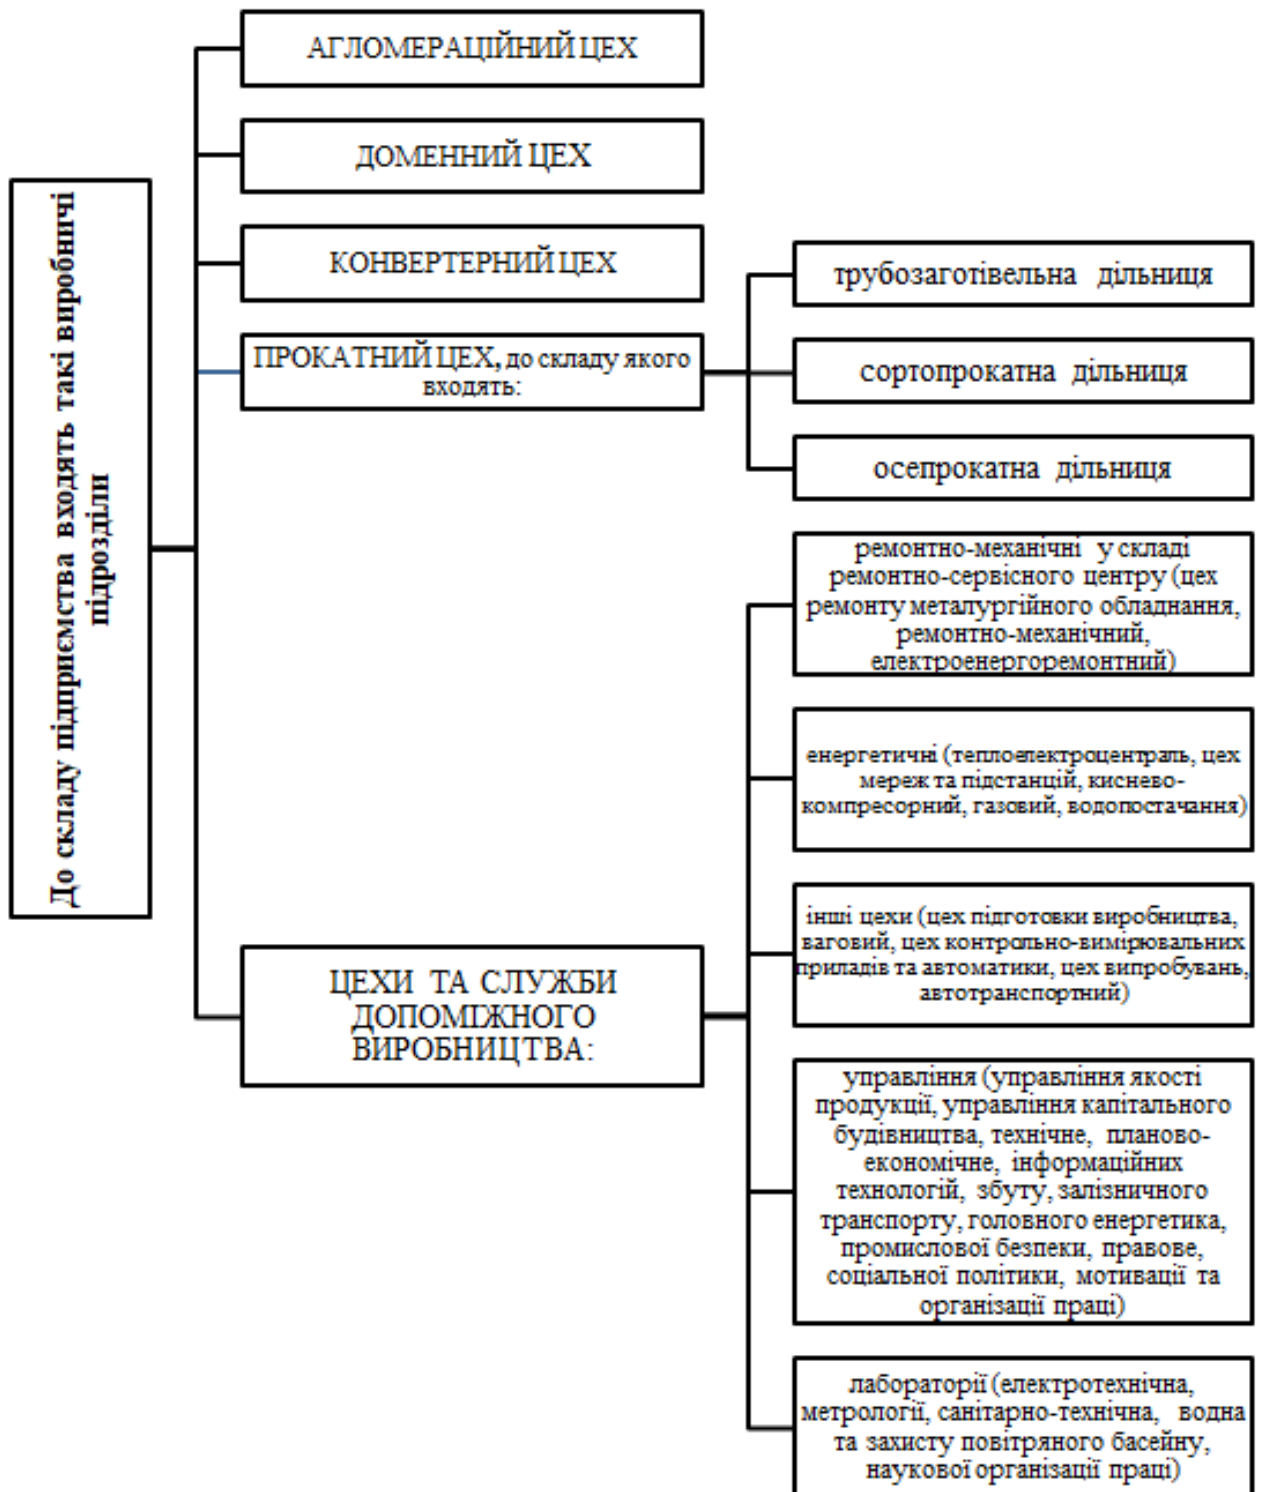 До складу підприємства входять такі виробничі
підрозділи
АГЛОМЕРАЦІЙНИЙ ЦЕХ
ДОМЕННИЙ ЦЕХ
КОНВЕРТЕРНИЙ ЦЕХ
ПРОКАТНИЙ ЦЕХ, до складу якого
входять:
трубозаготівельна дільниця
сортопрокатна дільниця
осепрокатна дільниця
ЦЕХИ ТА СЛУЖБИ
ДОПОМІЖНОГО
ВИРОБНИЦТВА:
ремонтно-механічні у складі
ремонтно-сервісного центру (цех
ремонту металургійного обладнання,
ремонтно-механічний,
електроенергоремонтний)
енергетичні (теплоелектроцентраль, цех
мереж та підстанцій, киснево-
компресорний, газовий, водопостачання)
інші цехи (цех підготовки виробництва,
ваговий, цех контрольно-вимірювальних
приладів та автоматики, цех випробувань,
автотранспортний)
управління (управління якості
продукції, управління капітального
будівництва, технічне, планово-
економічне, інформаційних
технологій, збуту, залізничного
транспорту, головного енергетика,
промислової безпеки, правове,
соціальної політики, мотивації та
організації праці)
лабораторії (електротехнічна,
метрології, санітарно-технічна, водна
та захисту повітряного басейну,
наукової організації праці)